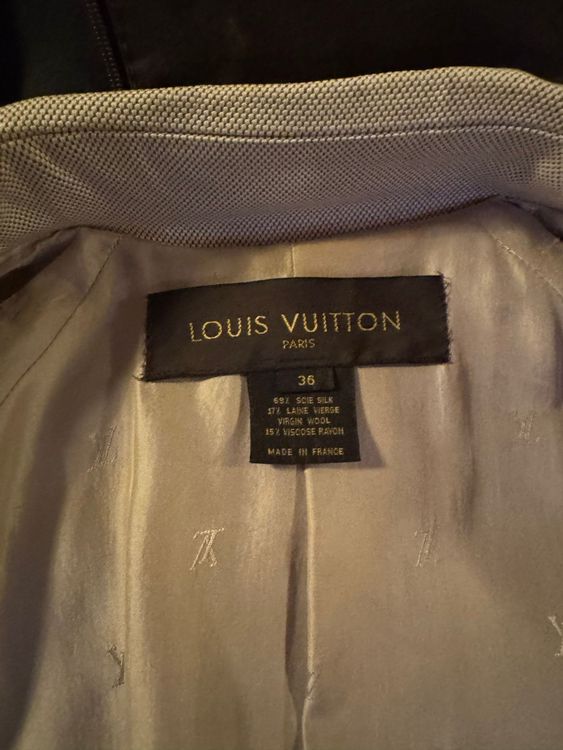 LOUIS VUITTON
PARIS
36
69% SOIE SILK
17% LAINE VIERGE
VIRGIN WOOL
15% VISCOSE RAYON
MADE IN FRANCE